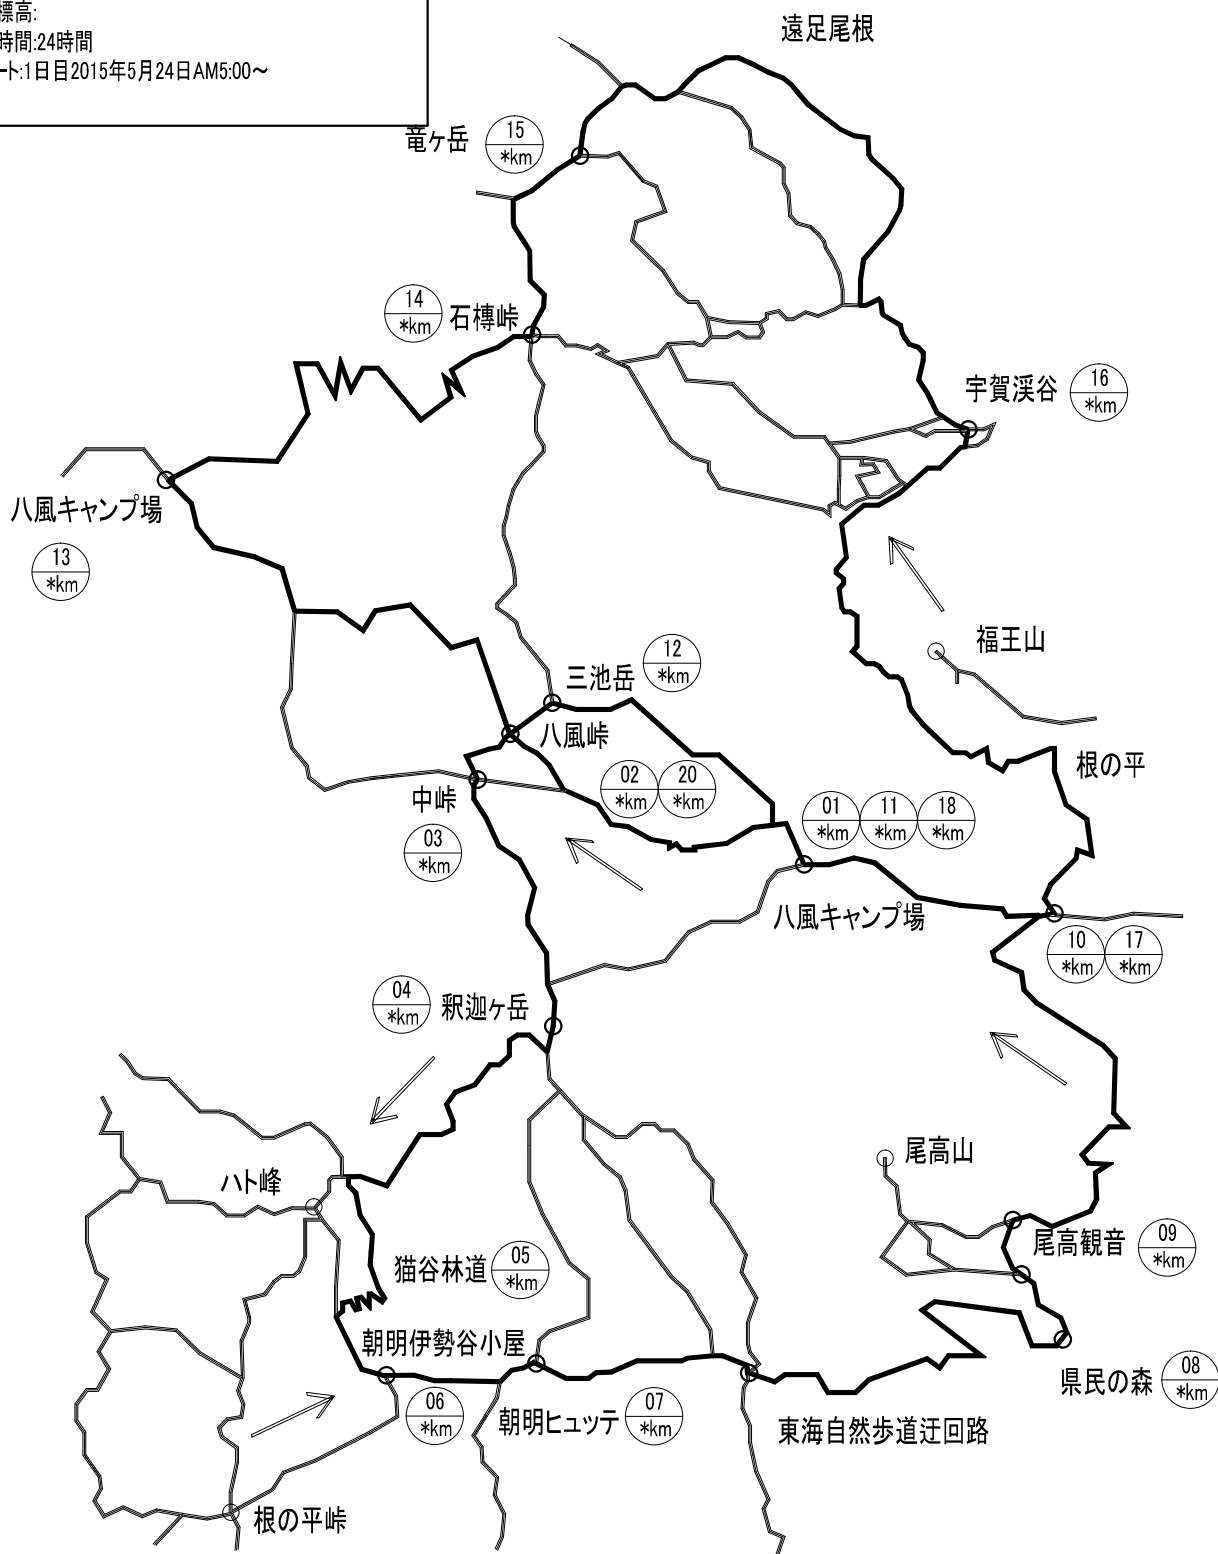 標高:
時間:24時間
ート:1日目2015年5月24日AM5:00～
遠足尾根
竜ヶ岳
15
*km
14
*km
石榑峠
宇賀渓谷
16
*km
八風キャンプ場
13
*km
福王山
三池岳
12
*km
八風峠
根の平
02
*km
20
*km
中峠
03
*km
01
*km
11
*km
18
*km
八風キャンプ場
10
*km
17
*km
04
*km
釈迦ヶ岳
尾高山
ハト峰
尾高観音
09
*km
猫谷林道
05
*km
朝明伊勢谷小屋
06
*km
朝明ヒュッテ
07
*km
県民の森
08
*km
東海自然歩道迂回路
根の平峠